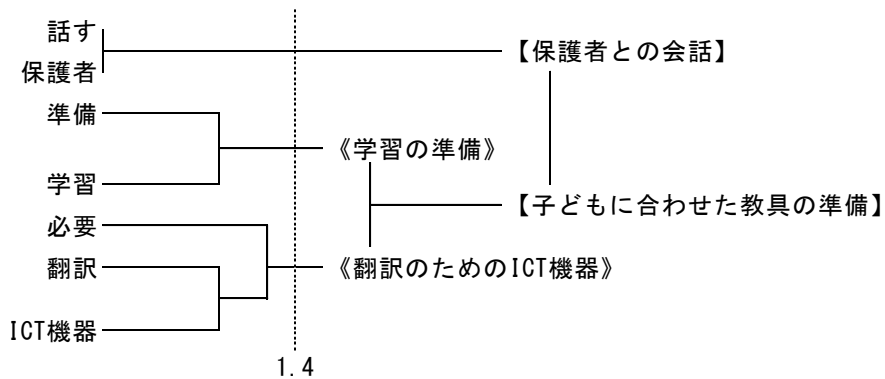 話す
保護者
準備
学習
必要
翻訳
ICT機器
《学習の準備》
《翻訳のためのICT機器》
【保護者との会話】
【子どもに合わせた教具の準備】
1.4